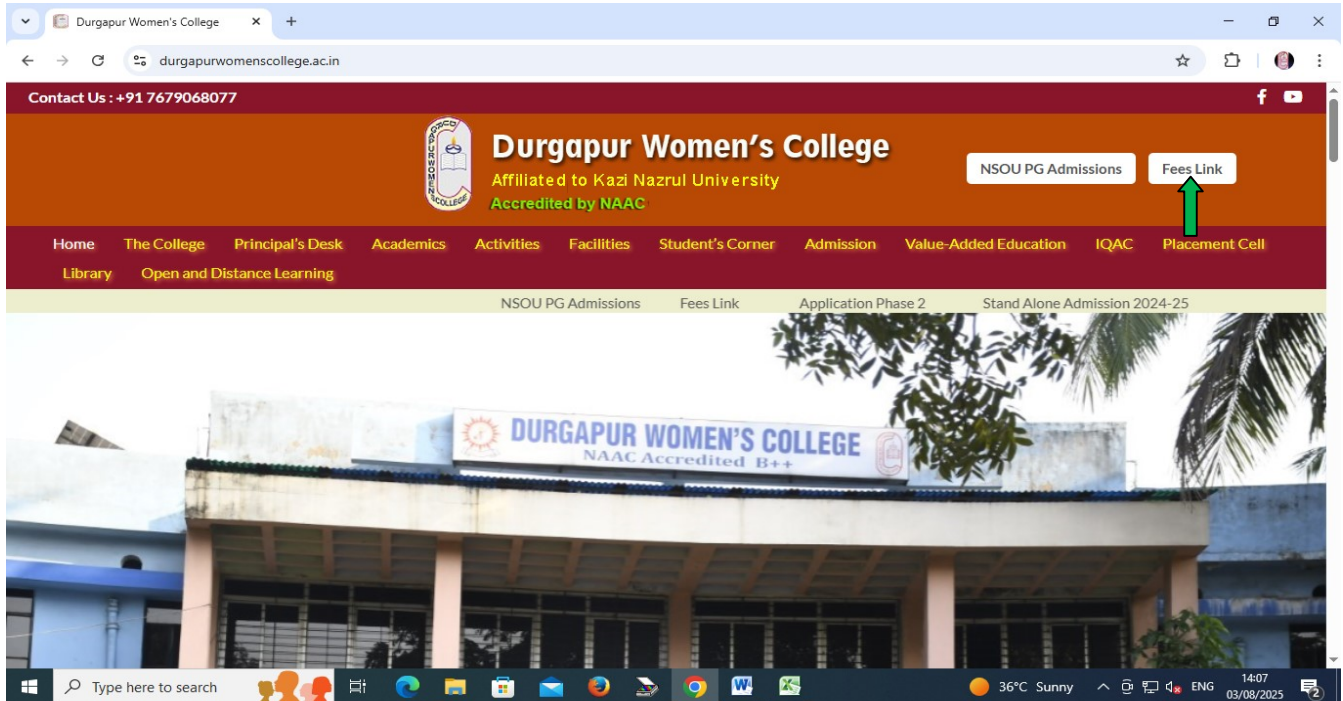 Durgapur Women's College
durgapurwomenscollege.ac.in
Contact Us : +91 7679068077
DURGAPUR WOMEN'S COLLEGE
Durgapur Women's College
Affiliated to Kazi Nazrul University
Accredited by NAAC
NSOU PG Admissions Fees Link
Home The College Principal's Desk Academics Activities Facilities Student's Corner Admission Value-Added Education IQAC Placement Cell
Library Open and Distance Learning
NSOU PG Admissions Fees Link Application Phase 2 Stand Alone Admission 2024-25
DURGAPUR WOMEN'S COLLEGE
NAAC Accredited B++
Type here to search
36°C Sunny
ENG
14:07
03/08/2025
2